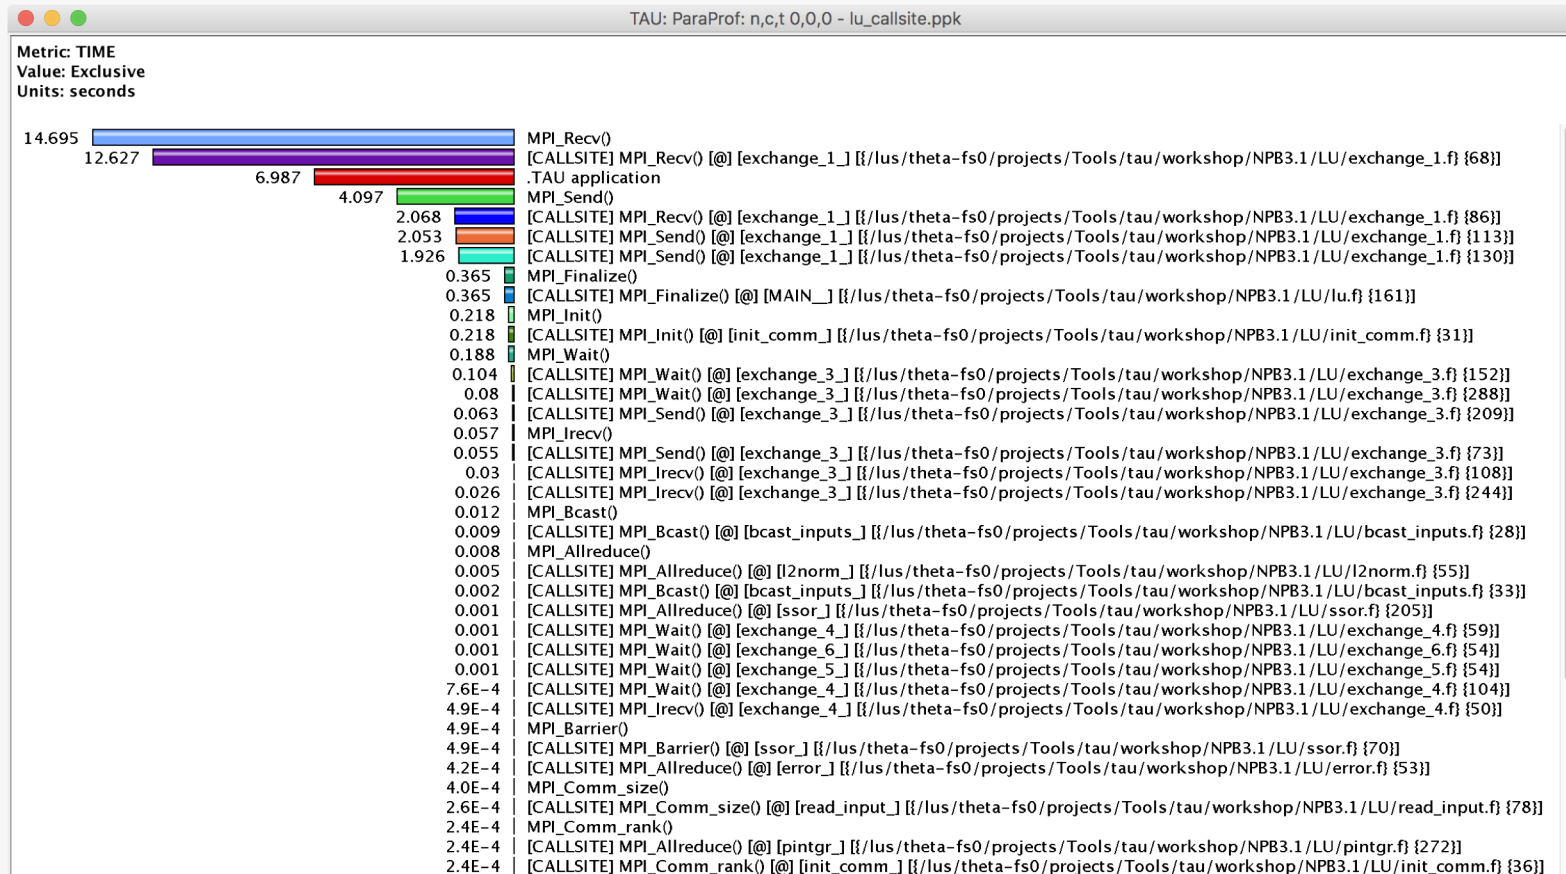 TAU: ParaProf: n,c,t 0,0,0 - lu_callsite.ppk
Metric: TIME
Value: Exclusive
Units: seconds
14.695 MPI_Recv()
12.627 [CALLSITE] MPI_Recv() [@] [exchange_1_] [{/lus/theta-fs0/projects/Tools/tau/workshop/NPB3.1/LU/exchange_1.f} {68}]
6.987 .TAU application
4.097 MPI_Send()
2.068 [CALLSITE] MPI_Recv() [@] [exchange_1_] [{/lus/theta-fs0/projects/Tools/tau/workshop/NPB3.1/LU/exchange_1.f} {86}]
2.053 [CALLSITE] MPI_Send() [@] [exchange_1_] [{/lus/theta-fs0/projects/Tools/tau/workshop/NPB3.1/LU/exchange_1.f} {113}]
1.926 [CALLSITE] MPI_Send() [@] [exchange_1_] [{/lus/theta-fs0/projects/Tools/tau/workshop/NPB3.1/LU/exchange_1.f} {130}]
0.365 MPI_Finalize()
0.365 [CALLSITE] MPI_Finalize() [@] [MAIN__] [{/lus/theta-fs0/projects/Tools/tau/workshop/NPB3.1/LU/lu.f} {161}]
0.218 MPI_Init()
0.218 [CALLSITE] MPI_Init() [@] [init_comm_] [{/lus/theta-fs0/projects/Tools/tau/workshop/NPB3.1/LU/init_comm.f} {31}]
0.188 MPI_Wait()
0.104 [CALLSITE] MPI_Wait() [@] [exchange_3_] [{/lus/theta-fs0/projects/Tools/tau/workshop/NPB3.1/LU/exchange_3.f} {152}]
0.08 [CALLSITE] MPI_Wait() [@] [exchange_3_] [{/lus/theta-fs0/projects/Tools/tau/workshop/NPB3.1/LU/exchange_3.f} {288}]
0.063 [CALLSITE] MPI_Send() [@] [exchange_3_] [{/lus/theta-fs0/projects/Tools/tau/workshop/NPB3.1/LU/exchange_3.f} {209}]
0.057 MPI_Irecv()
0.055 [CALLSITE] MPI_Send() [@] [exchange_3_] [{/lus/theta-fs0/projects/Tools/tau/workshop/NPB3.1/LU/exchange_3.f} {73}]
0.03 [CALLSITE] MPI_Irecv() [@] [exchange_3_] [{/lus/theta-fs0/projects/Tools/tau/workshop/NPB3.1/LU/exchange_3.f} {108}]
0.026 [CALLSITE] MPI_Irecv() [@] [exchange_3_] [{/lus/theta-fs0/projects/Tools/tau/workshop/NPB3.1/LU/exchange_3.f} {244}]
0.012 MPI_Bcast()
0.009 [CALLSITE] MPI_Bcast() [@] [bcast_inputs_] [{/lus/theta-fs0/projects/Tools/tau/workshop/NPB3.1/LU/bcast_inputs.f} {28}]
0.008 MPI_Allreduce()
0.005 [CALLSITE] MPI_Allreduce() [@] [l2norm_] [{/lus/theta-fs0/projects/Tools/tau/workshop/NPB3.1/LU/l2norm.f} {55}]
0.002 [CALLSITE] MPI_Bcast() [@] [bcast_inputs_] [{/lus/theta-fs0/projects/Tools/tau/workshop/NPB3.1/LU/bcast_inputs.f} {33}]
0.001 [CALLSITE] MPI_Allreduce() [@] [ssor_] [{/lus/theta-fs0/projects/Tools/tau/workshop/NPB3.1/LU/ssor.f} {205}]
0.001 [CALLSITE] MPI_Wait() [@] [exchange_4_] [{/lus/theta-fs0/projects/Tools/tau/workshop/NPB3.1/LU/exchange_4.f} {59}]
0.001 [CALLSITE] MPI_Wait() [@] [exchange_6_] [{/lus/theta-fs0/projects/Tools/tau/workshop/NPB3.1/LU/exchange_6.f} {54}]
0.001 [CALLSITE] MPI_Wait() [@] [exchange_5_] [{/lus/theta-fs0/projects/Tools/tau/workshop/NPB3.1/LU/exchange_5.f} {54}]
7.6E-4 [CALLSITE] MPI_Wait() [@] [exchange_4_] [{/lus/theta-fs0/projects/Tools/tau/workshop/NPB3.1/LU/exchange_4.f} {104}]
4.9E-4 [CALLSITE] MPI_Irecv() [@] [exchange_4_] [{/lus/theta-fs0/projects/Tools/tau/workshop/NPB3.1/LU/exchange_4.f} {50}]
4.9E-4 MPI_Barrier()
4.9E-4 [CALLSITE] MPI_Barrier() [@] [ssor_] [{/lus/theta-fs0/projects/Tools/tau/workshop/NPB3.1/LU/ssor.f} {70}]
4.2E-4 [CALLSITE] MPI_Allreduce() [@] [error_] [{/lus/theta-fs0/projects/Tools/tau/workshop/NPB3.1/LU/error.f} {53}]
4.0E-4 MPI_Comm_size()
2.6E-4 [CALLSITE] MPI_Comm_size() [@] [read_input_] [{/lus/theta-fs0/projects/Tools/tau/workshop/NPB3.1/LU/read_input.f} {78}]
2.4E-4 MPI_Comm_rank()
2.4E-4 [CALLSITE] MPI_Allreduce() [@] [pintgr_] [{/lus/theta-fs0/projects/Tools/tau/workshop/NPB3.1/LU/pintgr.f} {272}]
2.4E-4 [CALLSITE] MPI_Comm_rank() [@] [init_comm_] [{/lus/theta-fs0/projects/Tools/tau/workshop/NPB3.1/LU/init_comm.f} {36}]